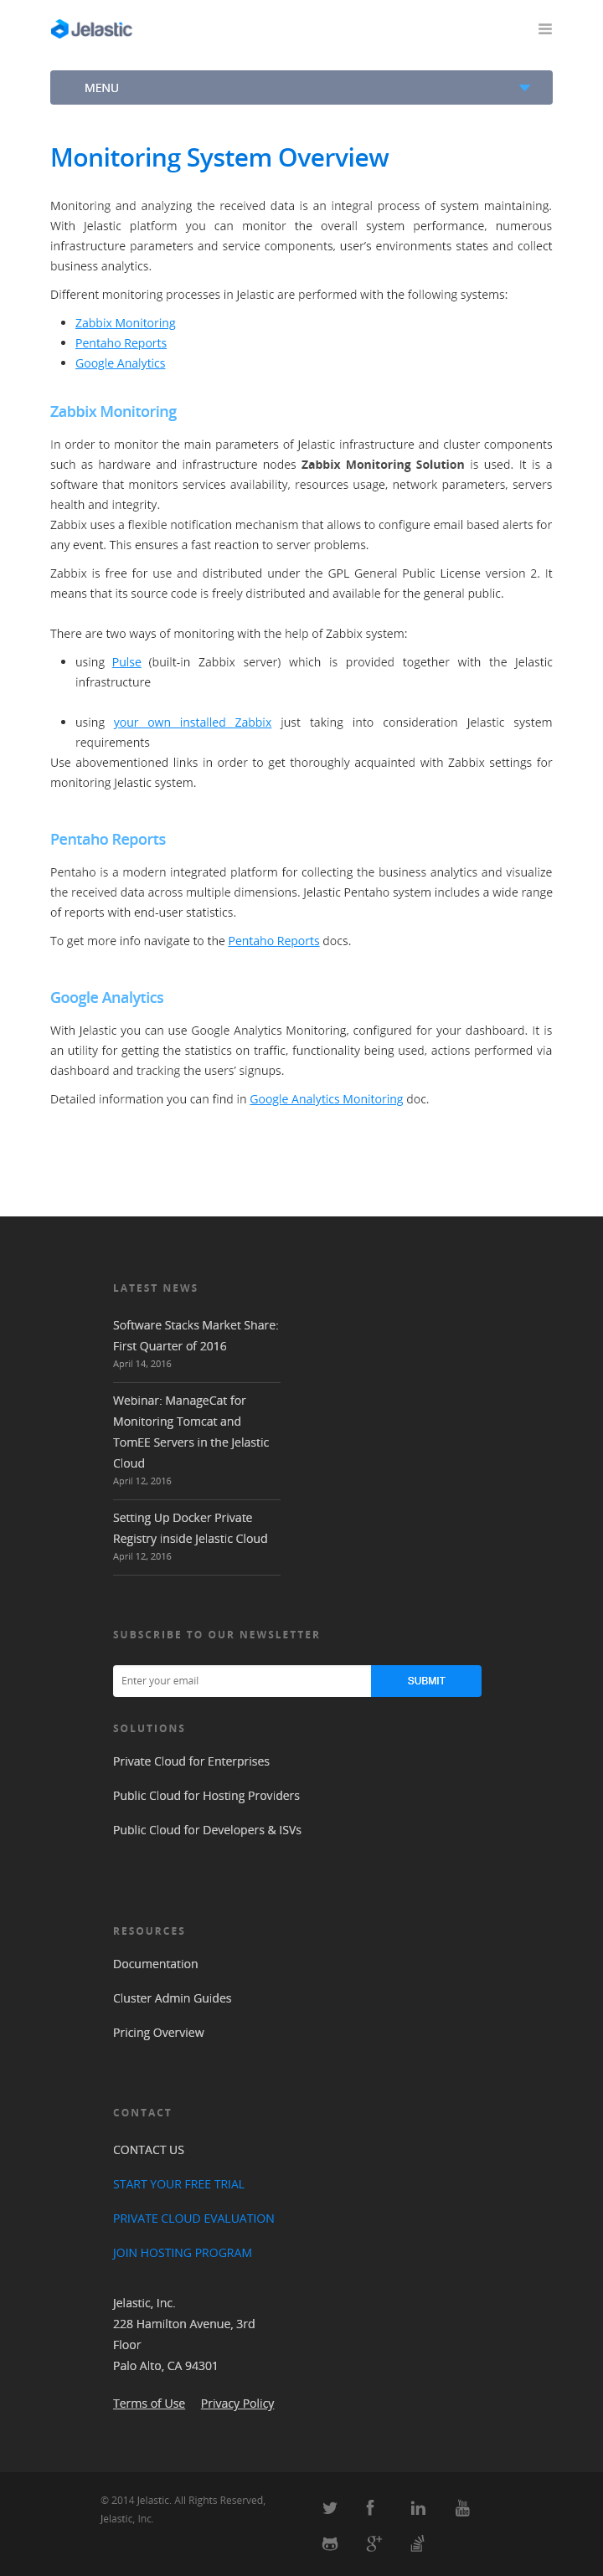 Jelastic
MENU
Monitoring System Overview
Monitoring and analyzing the received data is an integral process of system maintaining.
With Jelastic platform you can monitor the overall system performance, numerous
infrastructure parameters and service components, user’s environments states and collect
business analytics.
Different monitoring processes in Jelastic are performed with the following systems:
Zabbix Monitoring
Pentaho Reports
Google Analytics
Zabbix Monitoring
In order to monitor the main parameters of Jelastic infrastructure and cluster components
such as hardware and infrastructure nodes Zabbix Monitoring Solution is used. It is a
software that monitors services availability, resources usage, network parameters, servers
health and integrity.
Zabbix uses a flexible notification mechanism that allows to configure email based alerts for
any event. This ensures a fast reaction to server problems.
Zabbix is free for use and distributed under the GPL General Public License version 2. It
means that its source code is freely distributed and available for the general public.
There are two ways of monitoring with the help of Zabbix system:
using Pulse (built-in Zabbix server) which is provided together with the Jelastic
infrastructure
using your own installed Zabbix just taking into consideration Jelastic system
requirements
Use abovementioned links in order to get thoroughly acquainted with Zabbix settings for
monitoring Jelastic system.
Pentaho Reports
Pentaho is a modern integrated platform for collecting the business analytics and visualize
the received data across multiple dimensions. Jelastic Pentaho system includes a wide range
of reports with end-user statistics.
To get more info navigate to the Pentaho Reports docs.
Google Analytics
With Jelastic you can use Google Analytics Monitoring, configured for your dashboard. It is
an utility for getting the statistics on traffic, functionality being used, actions performed via
dashboard and tracking the users’ signups.
Detailed information you can find in Google Analytics Monitoring doc.
LATEST NEWS
Software Stacks Market Share:
First Quarter of 2016
April 14, 2016
Webinar: ManageCat for
Monitoring Tomcat and
TomEE Servers in the Jelastic
Cloud
April 12, 2016
Setting Up Docker Private
Registry inside Jelastic Cloud
April 12, 2016
SUBSCRIBE TO OUR NEWSLETTER
Enter your email SUBMIT
SOLUTIONS
Private Cloud for Enterprises
Public Cloud for Hosting Providers
Public Cloud for Developers & ISVs
RESOURCES
Documentation
Cluster Admin Guides
Pricing Overview
CONTACT
CONTACT US
START YOUR FREE TRIAL
PRIVATE CLOUD EVALUATION
JOIN HOSTING PROGRAM
Jelastic, Inc.
228 Hamilton Avenue, 3rd
Floor
Palo Alto, CA 94301
Terms of Use Privacy Policy
© 2014 Jelastic. All Rights Reserved,
Jelastic, Inc.